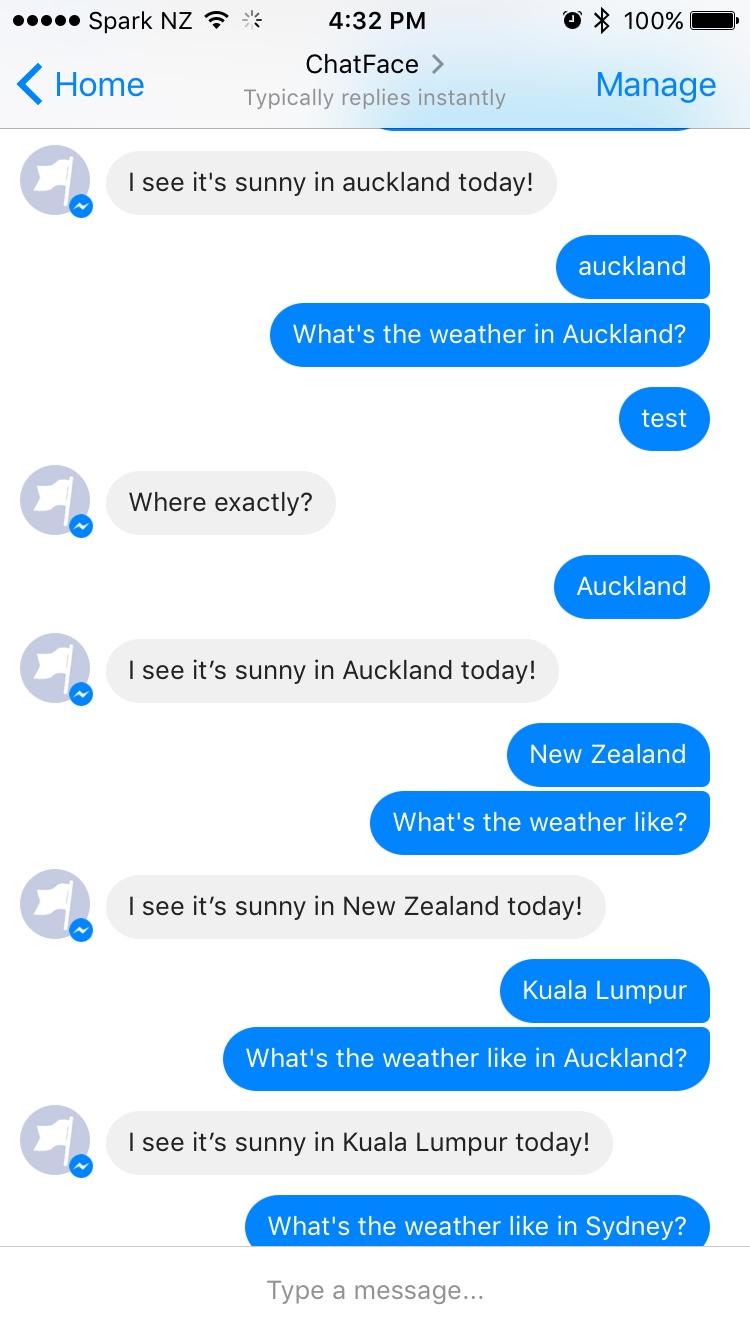 Spark NZ 4:32 PM 100%
Home ChatFace Manage
Typically replies instantly
I see it's sunny in auckland today!
auckland
What's the weather in Auckland?
test
Where exactly?
Auckland
I see it’s sunny in Auckland today!
New Zealand
What's the weather like?
I see it’s sunny in New Zealand today!
Kuala Lumpur
What's the weather like in Auckland?
I see it’s sunny in Kuala Lumpur today!
What's the weather like in Sydney?
Type a message...